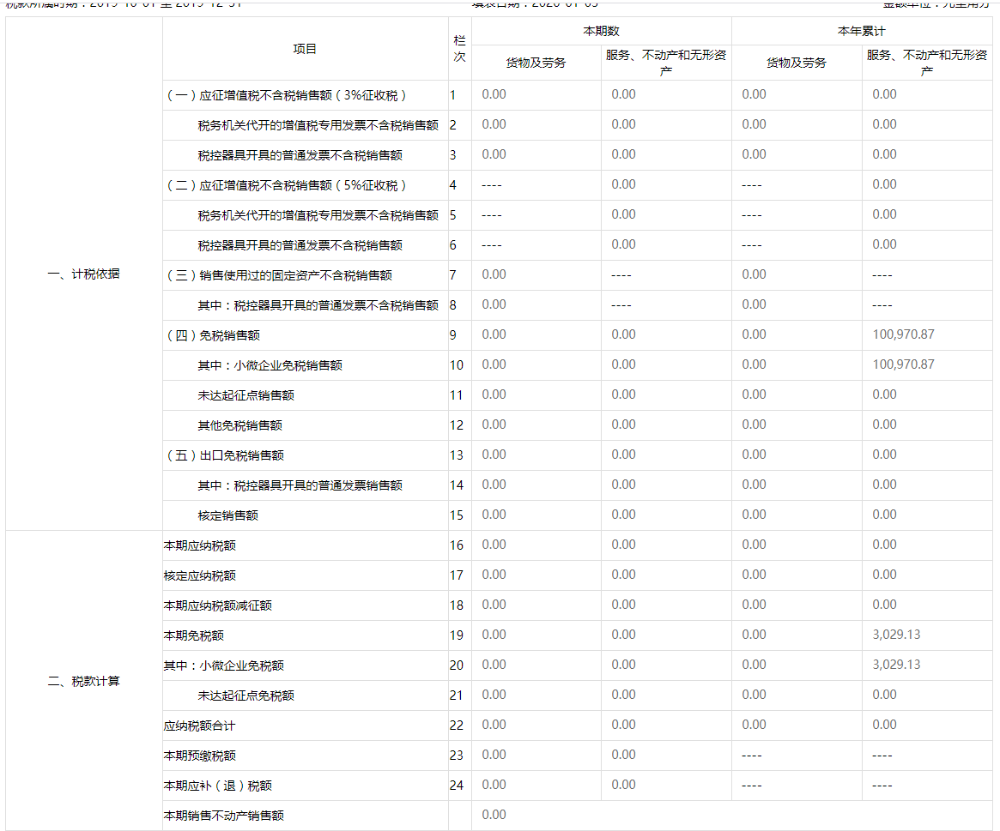 税款所属时期：2019-10-01 至 2019-12-31 填表日期：2020-01-05 金额单位：元至角分
项目 栏次 本期数 本年累计
货物及劳务 服务、不动产和无形资产 货物及劳务 服务、不动产和无形资产
一、计税依据
（一）应征增值税不含税销售额（3%征收税） 1 0.00 0.00 0.00 0.00
税务机关代开的增值税专用发票不含税销售额 2 0.00 0.00 0.00 0.00
税控器具开具的普通发票不含税销售额 3 0.00 0.00 0.00 0.00
（二）应征增值税不含税销售额（5%征收税） 4 ---- 0.00 ---- 0.00
税务机关代开的增值税专用发票不含税销售额 5 ---- 0.00 ---- 0.00
税控器具开具的普通发票不含税销售额 6 ---- 0.00 ---- 0.00
（三）销售使用过的固定资产不含税销售额 7 0.00 ---- 0.00 ----
其中：税控器具开具的普通发票不含税销售额 8 0.00 ---- 0.00 ----
（四）免税销售额 9 0.00 0.00 0.00 100,970.87
其中：小微企业免税销售额 10 0.00 0.00 0.00 100,970.87
未达起征点销售额 11 0.00 0.00 0.00 0.00
其他免税销售额 12 0.00 0.00 0.00 0.00
（五）出口免税销售额 13 0.00 0.00 0.00 0.00
其中：税控器具开具的普通发票销售额 14 0.00 0.00 0.00 0.00
核定销售额 15 0.00 0.00 0.00 0.00
二、税款计算
本期应纳税额 16 0.00 0.00 0.00 0.00
核定应纳税额 17 0.00 0.00 0.00 0.00
本期应纳税额减征额 18 0.00 0.00 0.00 0.00
本期免税额 19 0.00 0.00 0.00 3,029.13
其中：小微企业免税额 20 0.00 0.00 0.00 3,029.13
未达起征点免税额 21 0.00 0.00 0.00 0.00
应纳税额合计 22 0.00 0.00 0.00 0.00
本期预缴税额 23 0.00 0.00 ---- ----
本期应补（退）税额 24 0.00 0.00 ---- ----
本期销售不动产销售额 0.00